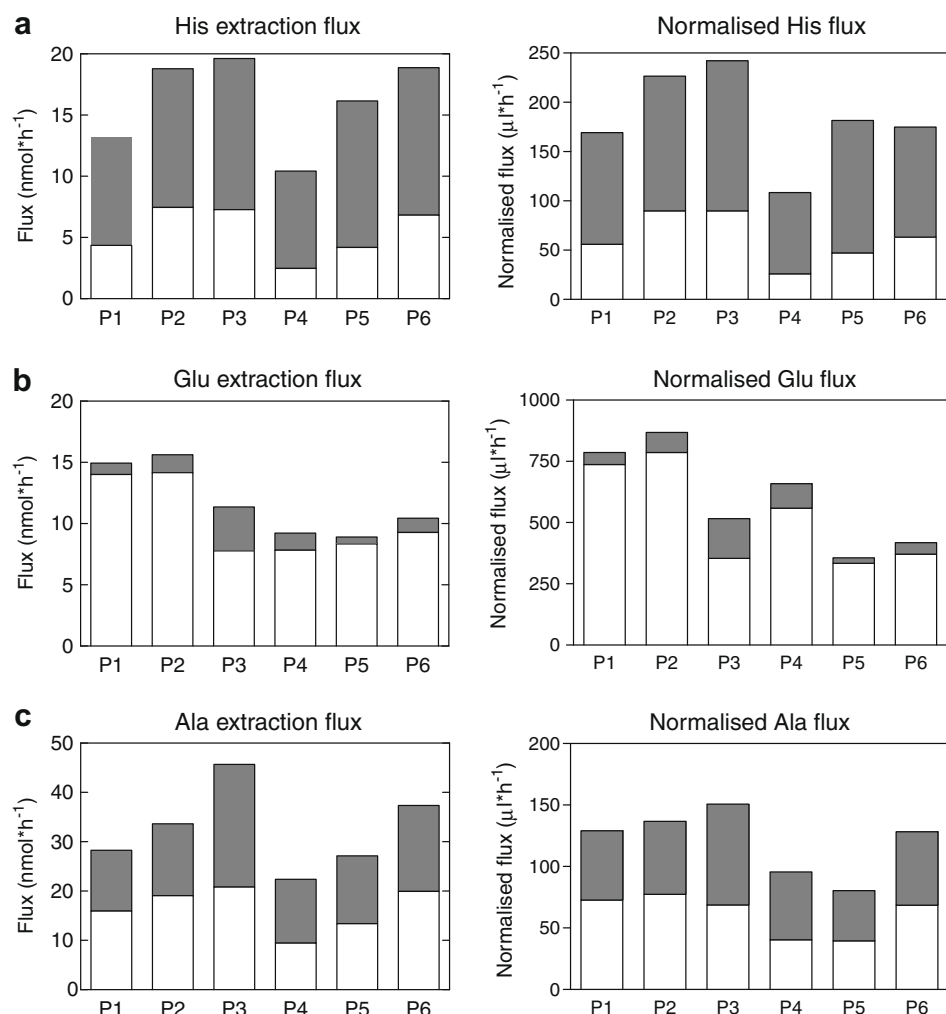 a
His extraction flux
Flux (nmol*h-1)
20
15
10
5
0
P1 P2 P3 P4 P5 P6
Normalised His flux
Normalised flux (µl*h-1)
250
200
150
100
50
0
P1 P2 P3 P4 P5 P6
b
Glu extraction flux
Flux (nmol*h-1)
20
15
10
5
0
P1 P2 P3 P4 P5 P6
Normalised Glu flux
Normalised flux (µl*h-1)
1000
750
500
250
0
P1 P2 P3 P4 P5 P6
c
Ala extraction flux
Flux (nmol*h-1)
50
40
30
20
10
0
P1 P2 P3 P4 P5 P6
Normalised Ala flux
Normalised flux (µl*h-1)
200
150
100
50
0
P1 P2 P3 P4 P5 P6